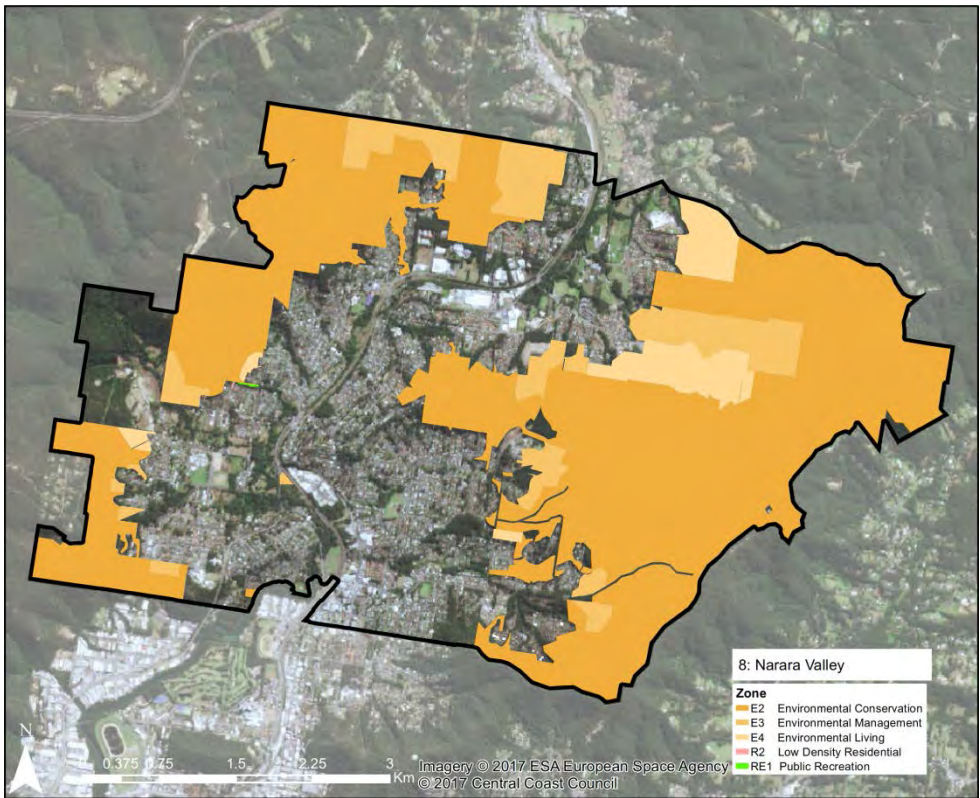 8: Narara Valley
Zone
E2 Environmental Conservation
E3 Environmental Management
E4 Environmental Living
R2 Low Density Residential
RE1 Public Recreation
N
0 0.375 0.75 1.5 2.25 3
Km
Imagery © 2017 ESA European Space Agency
© 2017 Central Coast Council